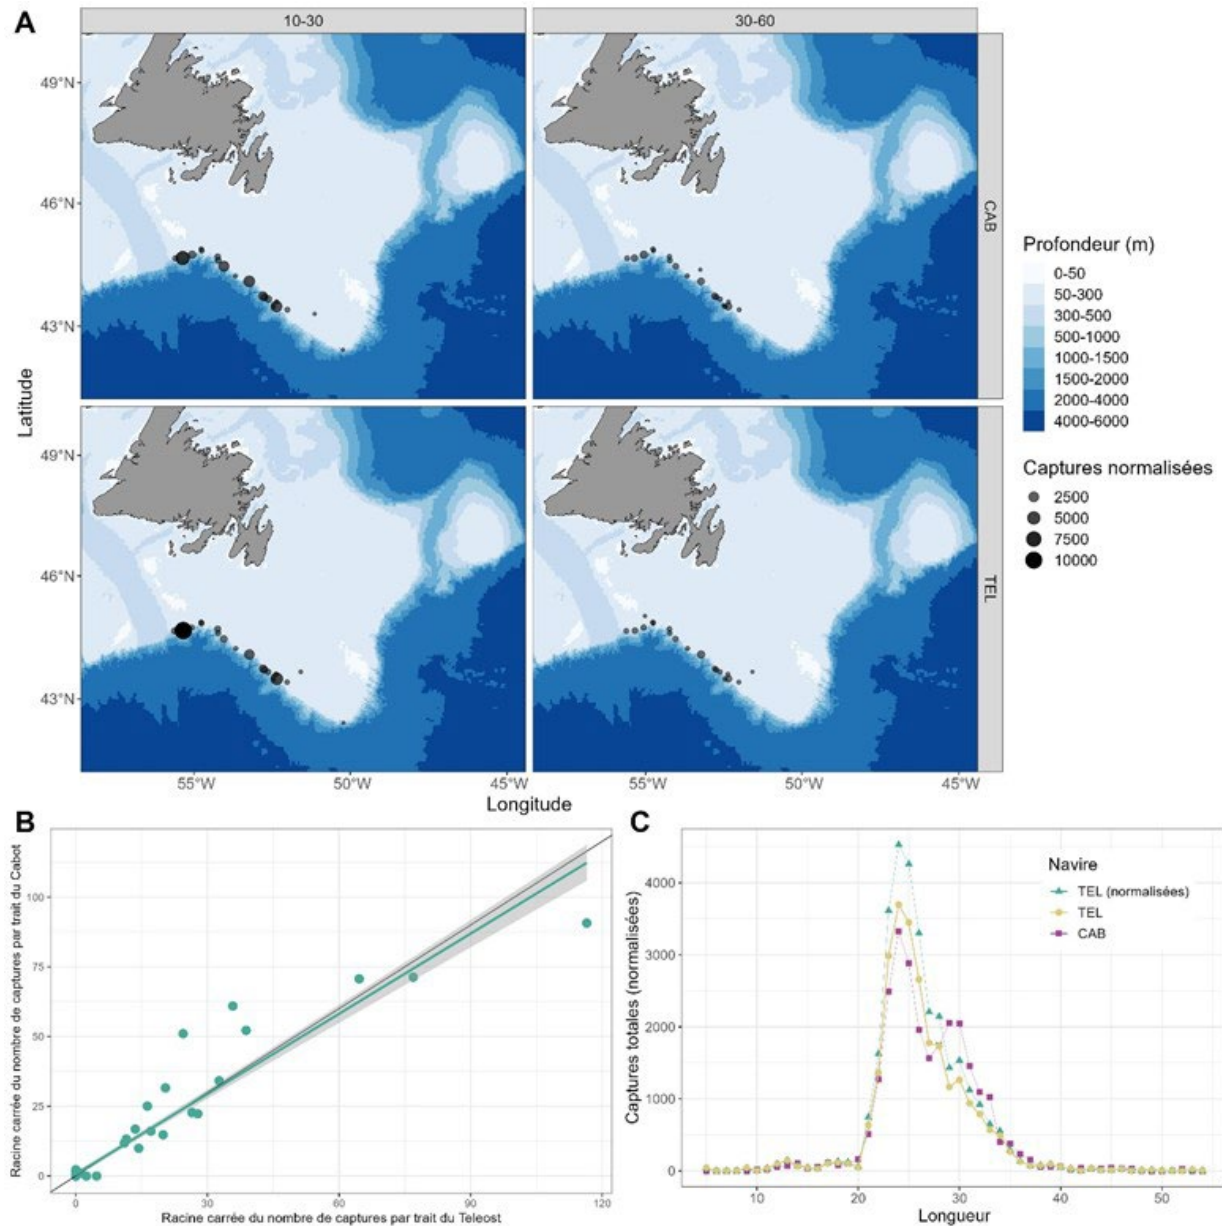 A
10-30
30-60
49°N
46°N
43°N
CAB
Latitude
49°N
46°N
43°N
TEL
55°W
50°W
45°W
55°W
50°W
45°W
Longitude
Profondeur (m)
0-50
50-300
300-500
500-1000
1000-1500
1500-2000
2000-4000
4000-6000
Captures normalisées
2500
5000
7500
10000
B
Racine carrée du nombre de captures par trait du Cabot
100
75
50
25
0
0
30
60
90
120
Racine carrée du nombre de captures par trait du Teleost
C
Captures totales (normalisées)
4000
3000
2000
1000
0
10
20
30
40
50
Longueur
Navire
TEL (normalisées)
TEL
CAB